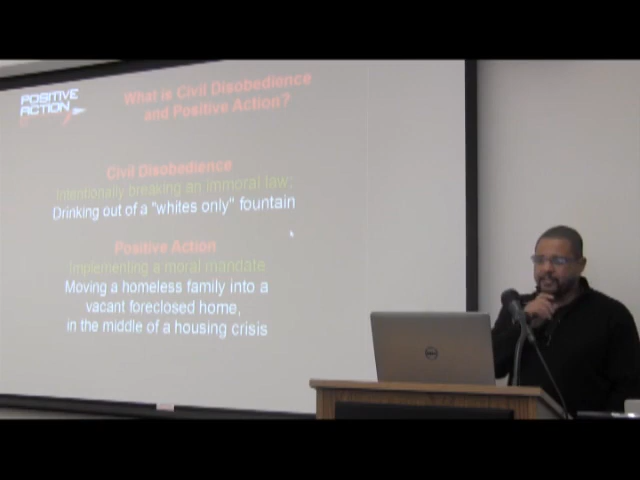 POSITIVE
ACTION
What is Civil Disobedience
and Positive Action?
Civil Disobedience
Intentionally breaking an immoral law:
Drinking out of a "whites only" fountain
Positive Action
Implementing a moral mandate
Moving a homeless family into a
vacant foreclosed home,
in the middle of a housing crisis
DELL